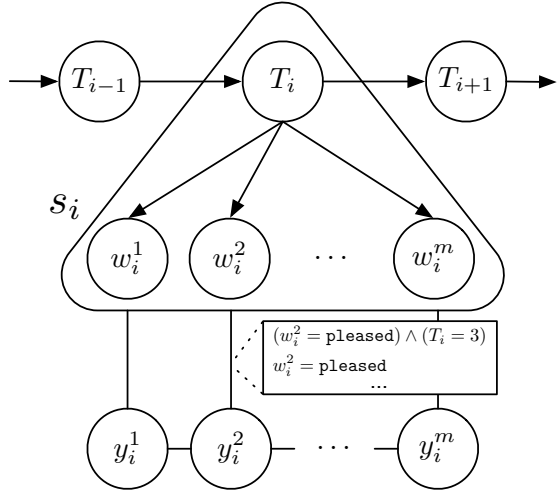 T_{i−1} T_i T_{i+1}
s_i
w_i^1 w_i^2 ··· w_i^m
(w_i^2 = pleased) ∧ (T_i = 3)
w_i^2 = pleased
...
y_i^1 y_i^2 ··· y_i^m